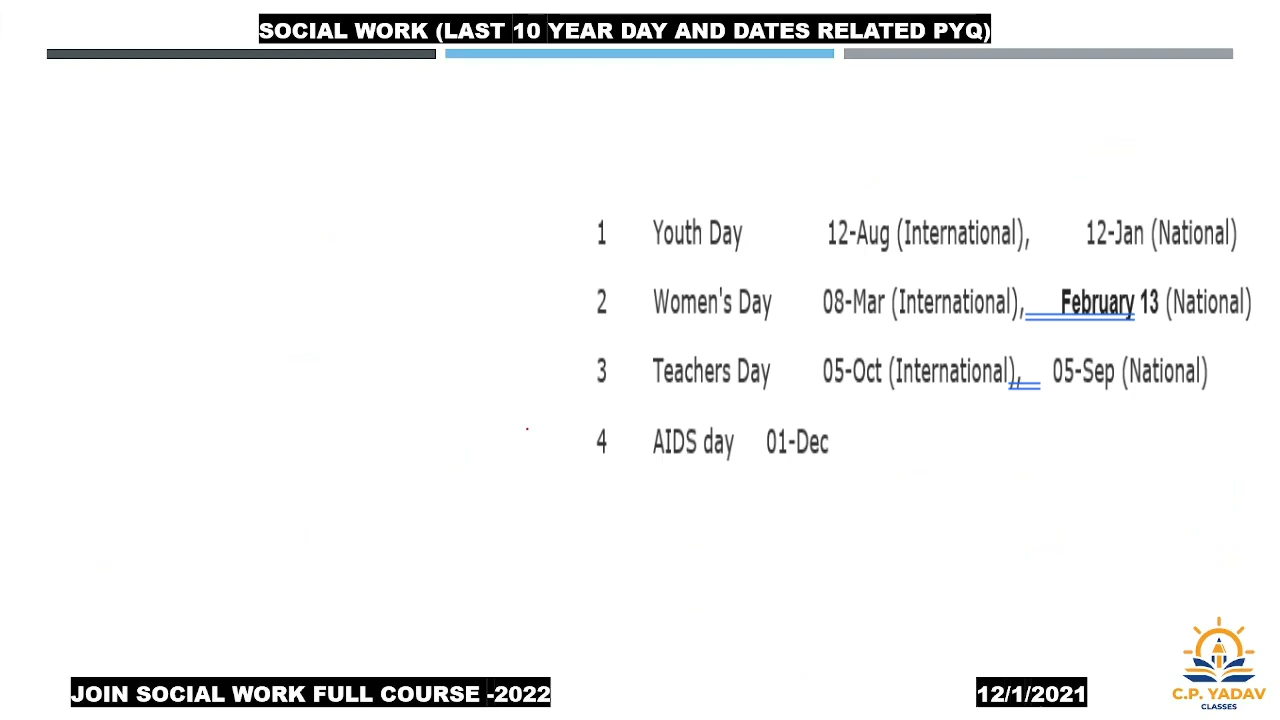 SOCIAL WORK (LAST 10 YEAR DAY AND DATES RELATED PYQ)
1 Youth Day 12-Aug (International), 12-Jan (National)
2 Women's Day 08-Mar (International), February 13 (National)
3 Teachers Day 05-Oct (International), 05-Sep (National)
4 AIDS day 01-Dec
JOIN SOCIAL WORK FULL COURSE -2022
12/1/2021
C.P. YADAV
CLASSES